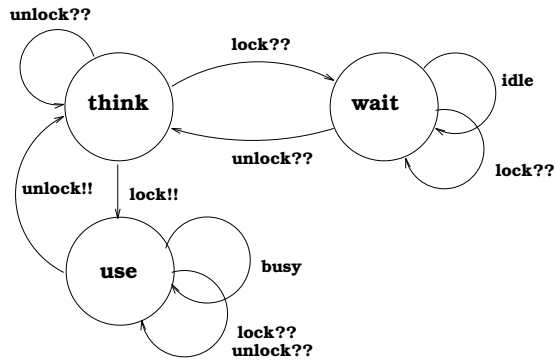 unlock??
lock??
think
wait
idle
unlock??
lock??
unlock!!
lock!!
use
busy
lock??
unlock??